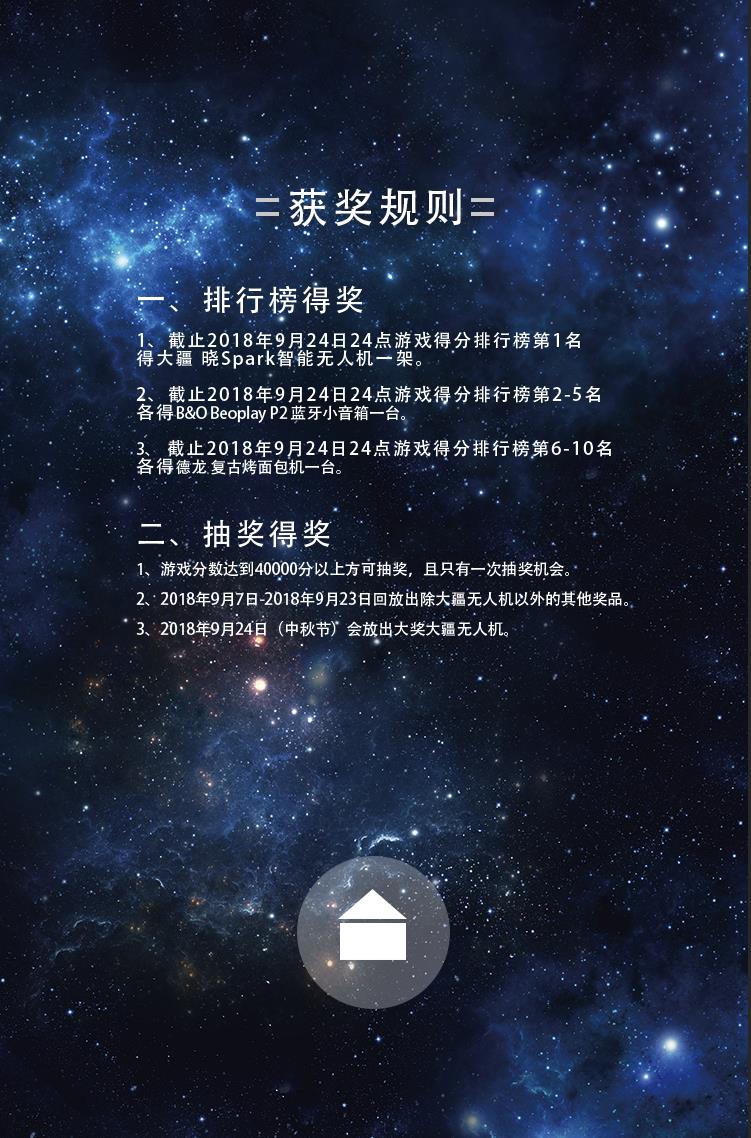 =获奖规则=
一、排行榜得奖
1、截止2018年9月24日24点游戏得分排行榜第1名
得大疆 晓Spark智能无人机一架。
2、截止2018年9月24日24点游戏得分排行榜第2-5名
各得B&O Beoplay P2 蓝牙小音箱一台。
3、截止2018年9月24日24点游戏得分排行榜第6-10名
各得德龙 复古烤面包机一台。
二、抽奖得奖
1、游戏分数达到40000分以上方可抽奖，且只有一次抽奖机会。
2、2018年9月7日-2018年9月23日回放出除大疆无人机以外的其他奖品。
3、2018年9月24日（中秋节）会放出大奖大疆无人机。